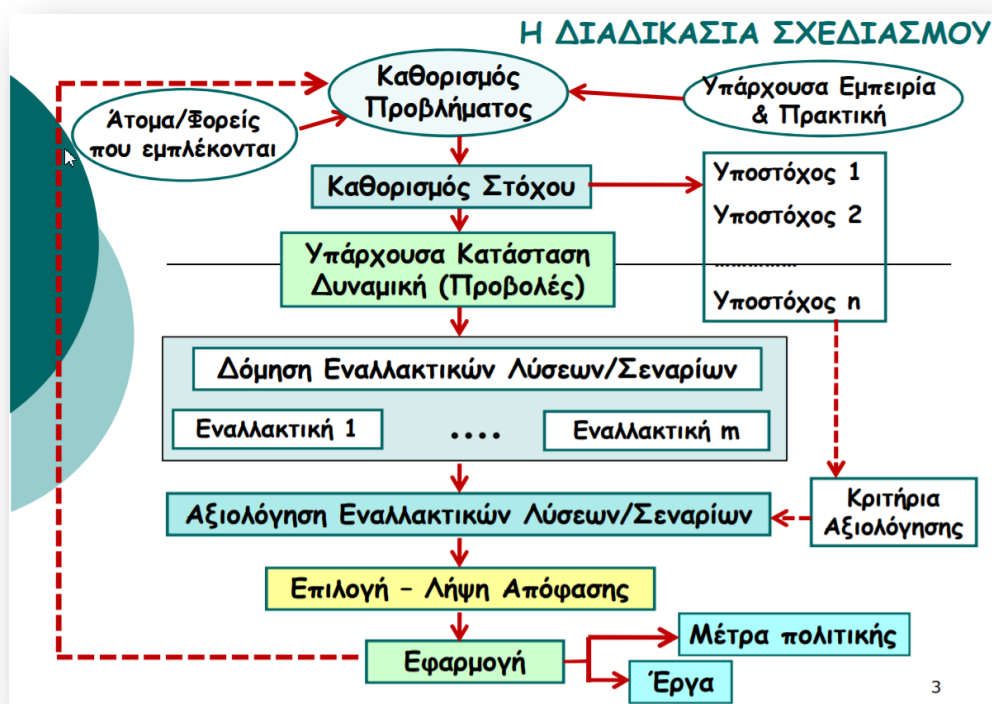 Η ΔΙΑΔΙΚΑΣΙΑ ΣΧΕΔΙΑΣΜΟΥ
Καθορισμός
Προβλήματος
Υπάρχουσα Εμπειρία
& Πρακτική
Άτομα/Φορείς
που εμπλέκονται
Καθορισμός Στόχου
Υποστόχος 1
Υποστόχος 2
...............
Υποστόχος n
Υπάρχουσα Κατάσταση
Δυναμική (Προβολές)
Δόμηση Εναλλακτικών Λύσεων/Σεναρίων
Εναλλακτική 1 .... Εναλλακτική m
Κριτήρια
Αξιολόγησης
Αξιολόγηση Εναλλακτικών Λύσεων/Σεναρίων
Επιλογή – Λήψη Απόφασης
Εφαρμογή
Μέτρα πολιτικής
Έργα
3